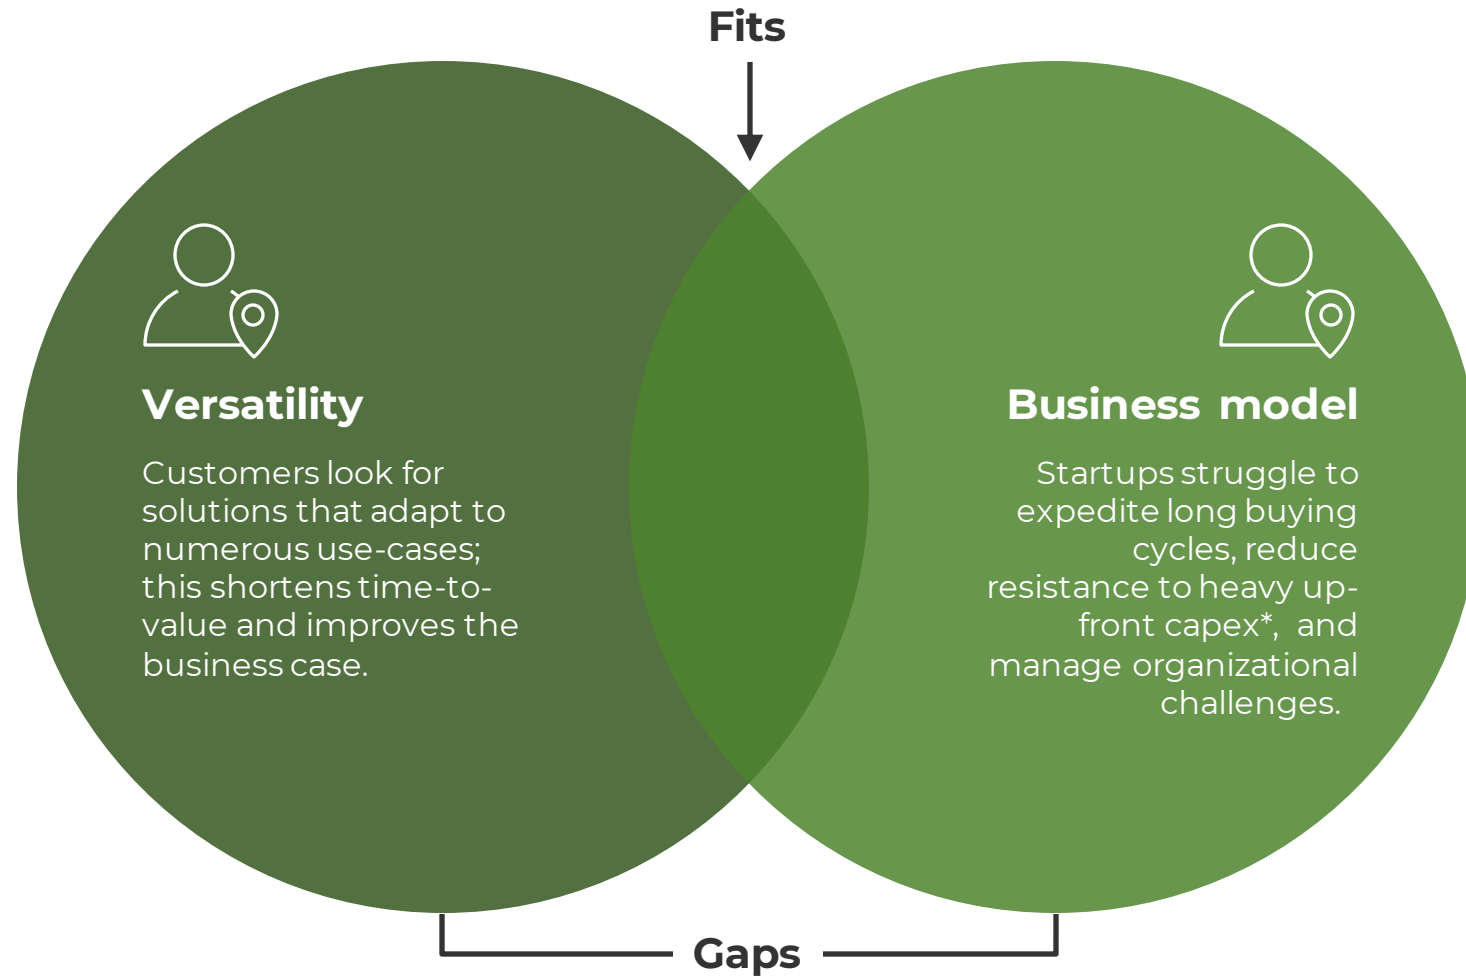 Fits
Versatility
Customers look for
solutions that adapt to
numerous use-cases;
this shortens time-to-
value and improves the
business case.
Business model
Startups struggle to
expedite long buying
cycles, reduce
resistance to heavy up-
front capex*, and
manage organizational
challenges.
Gaps